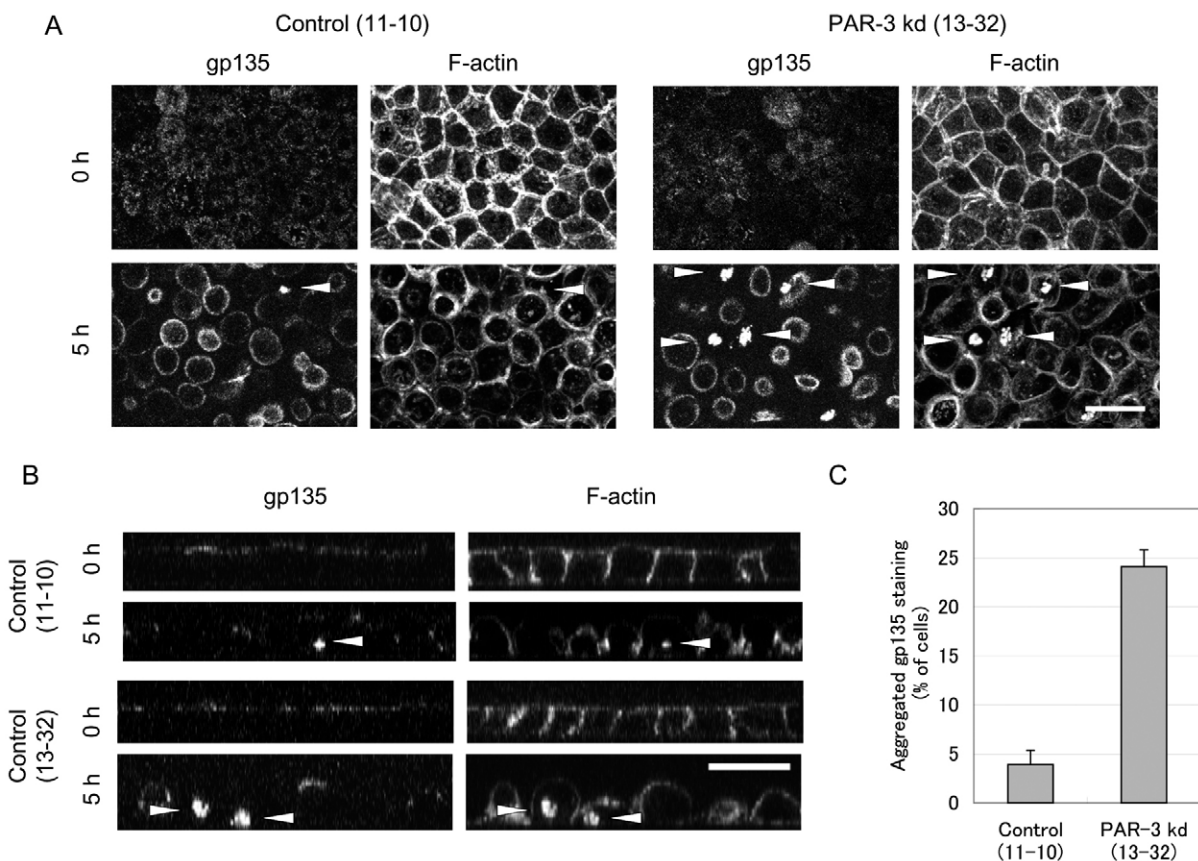 A
Control (11-10)
PAR-3 kd (13-32)
gp135
F-actin
gp135
F-actin
0 h
5 h
B
gp135
F-actin
Control
(11-10)
0 h
5 h
Control
(13-32)
0 h
5 h
C
Aggregated gp135 staining
(% of cells)
30
25
20
15
10
5
0
Control
(11-10)
PAR-3 kd
(13-32)